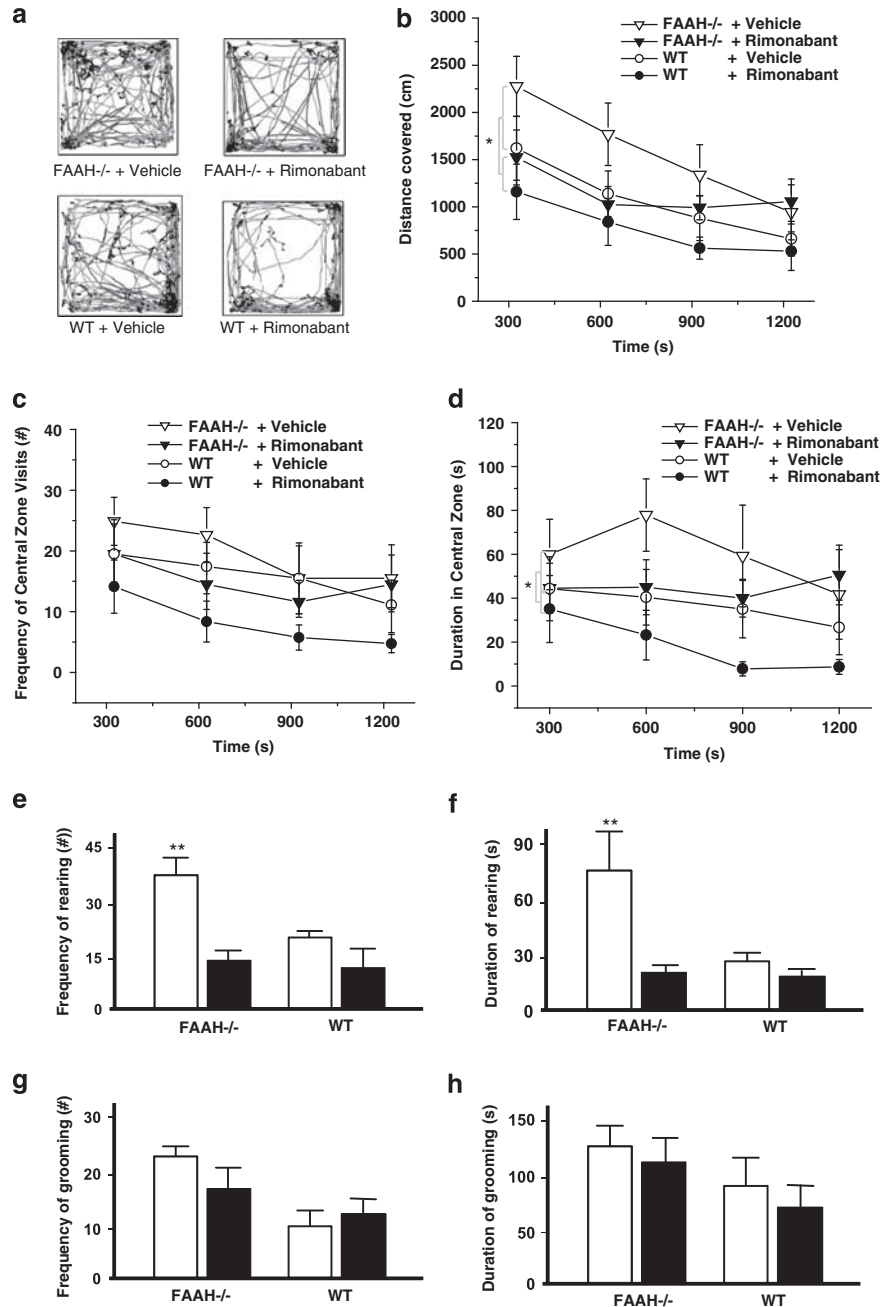 a
FAAH-/- + Vehicle
FAAH-/- + Rimonabant
WT + Vehicle
WT + Rimonabant
b
FAAH-/- + Vehicle
FAAH-/- + Rimonabant
WT + Vehicle
WT + Rimonabant
Distance covered (cm)
3000
2500
2000
1500
1000
500
0
*
300 600 900 1200
Time (s)
c
FAAH-/- + Vehicle
FAAH-/- + Rimonabant
WT + Vehicle
WT + Rimonabant
Frequency of Central Zone Visits (#)
40
30
20
10
0
300 600 900 1200
Time (s)
d
FAAH-/- + Vehicle
FAAH-/- + Rimonabant
WT + Vehicle
WT + Rimonabant
Duration in Central Zone (s)
120
100
80
60
40
20
0
*
300 600 900 1200
Time (s)
e
Frequency of rearing (#))
45
30
15
0
**
FAAH-/- WT
f
Duration of rearing (s)
90
60
30
0
**
FAAH-/- WT
g
Frequency of grooming (#)
30
20
10
0
FAAH-/- WT
h
Duration of grooming (s)
150
100
50
0
FAAH-/- WT